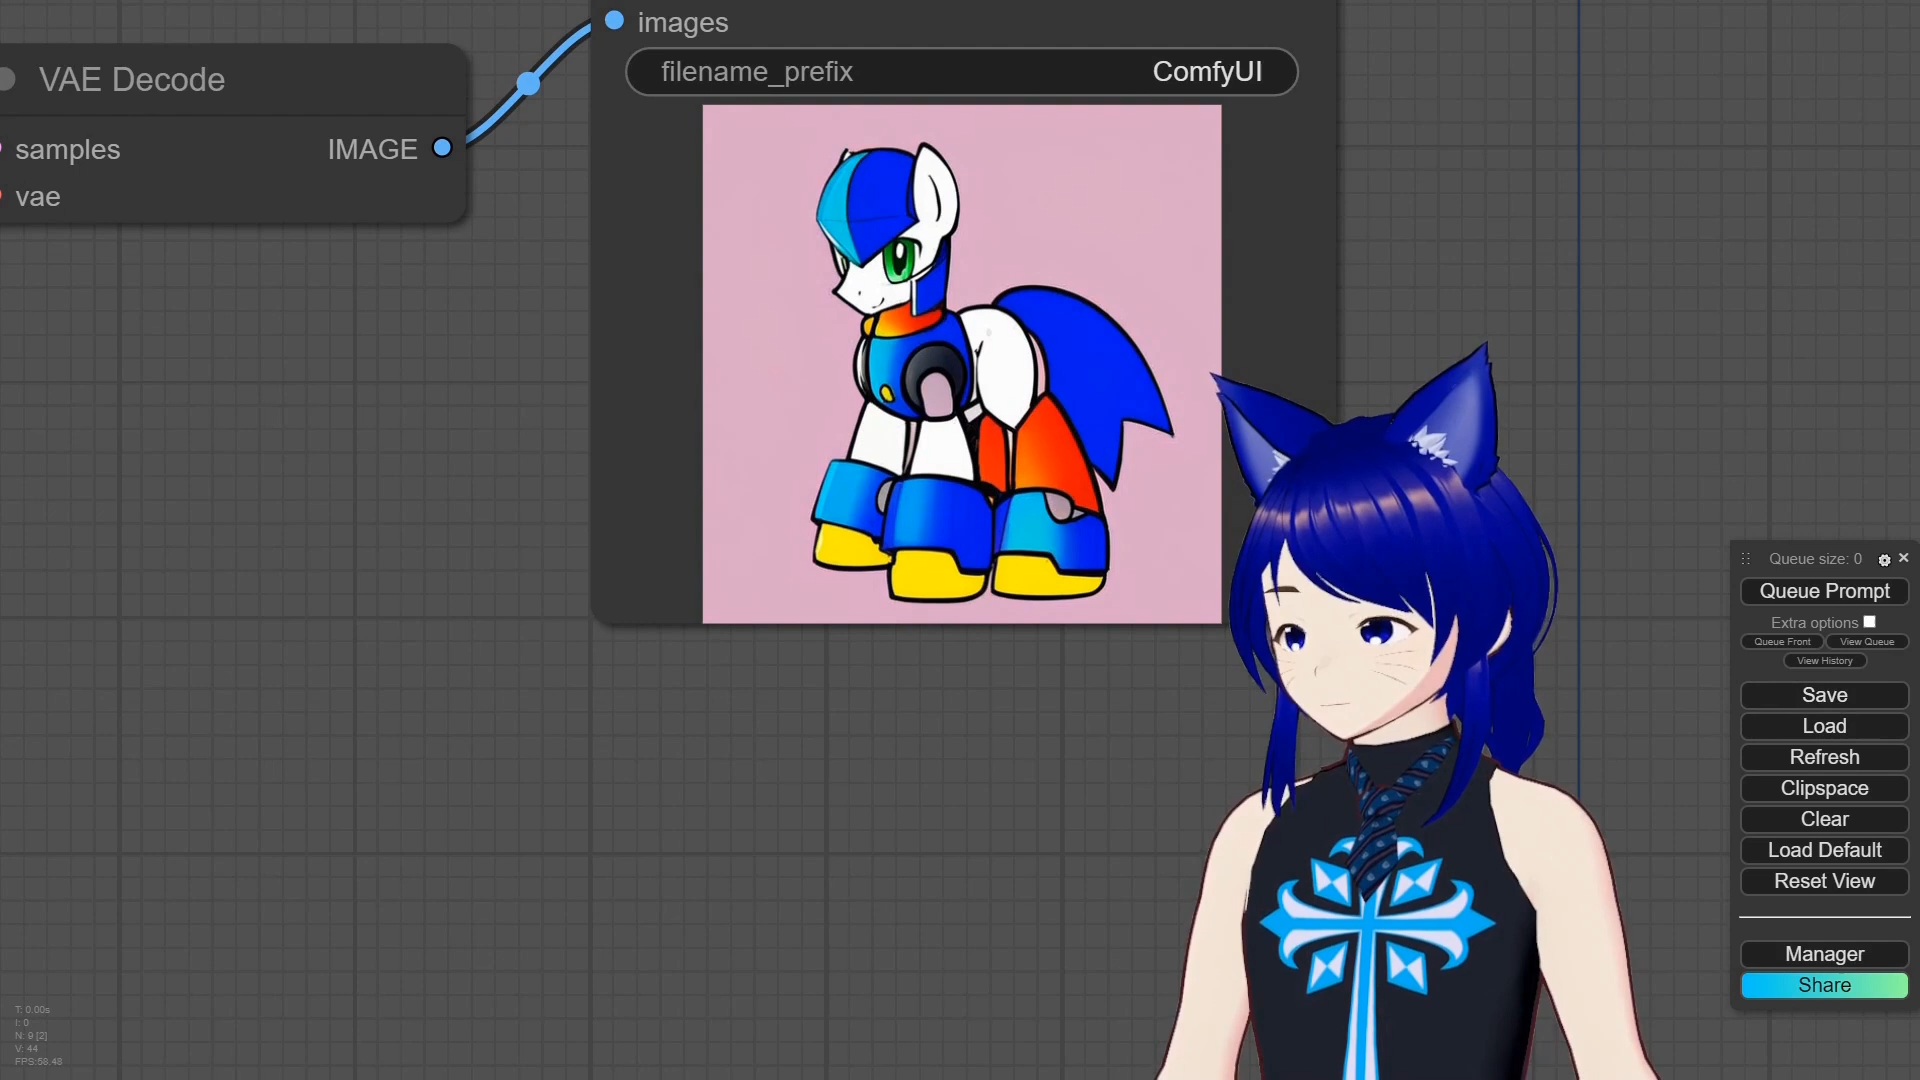 images
filename_prefix ComfyUI
VAE Decode
samples IMAGE
vae
Queue size: 0
Queue Prompt
Extra options
Queue Front View Queue
View History
Save
Load
Refresh
Clipspace
Clear
Load Default
Reset View
Manager
Share
T: 0.00s
I: 0
N: 9 [2]
V: 44
FPS:58.48